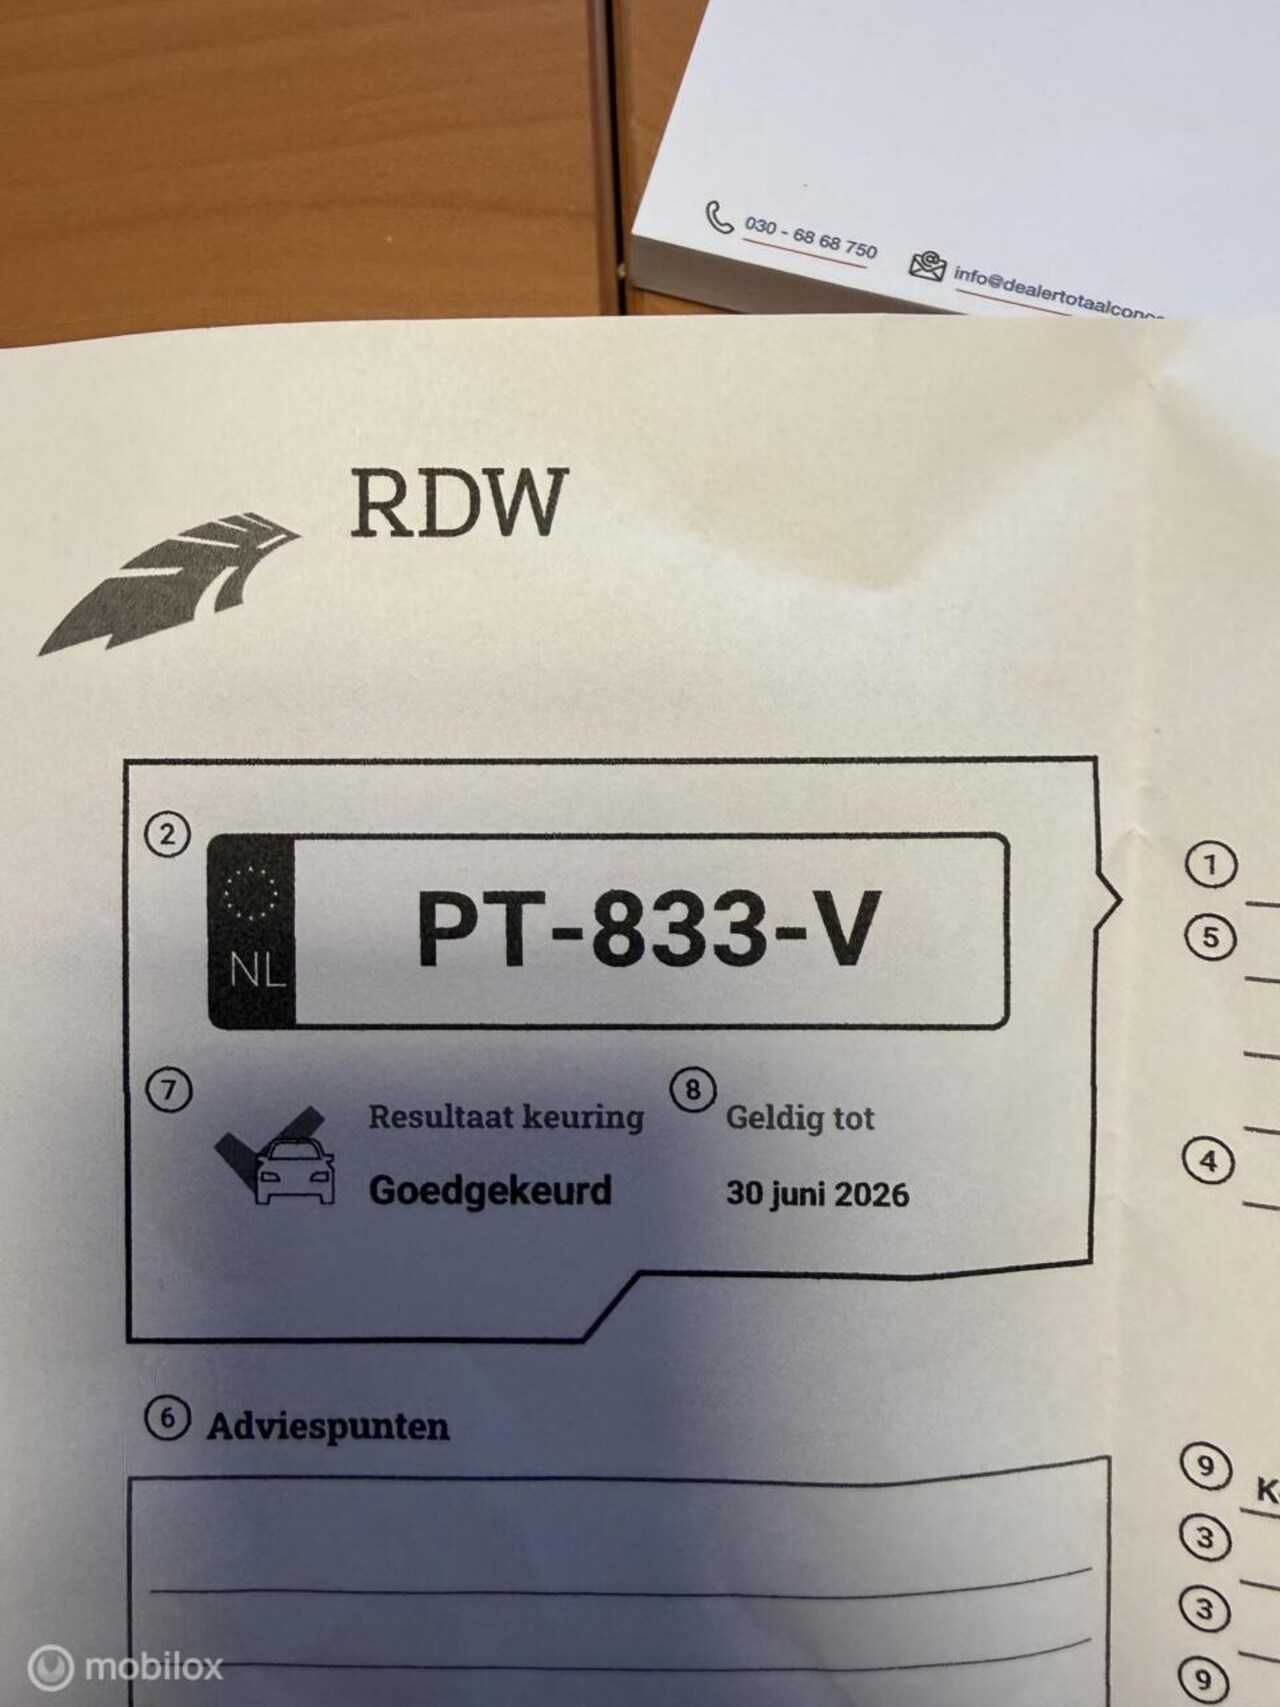 030 - 68 68 750
RDW
2
NL
PT-833-V
1
5
7
Resultaat keuring
8
Geldig tot
Goedgekeurd
30 juni 2026
4
6 Adviespunten
9
3
3
9
mobilox